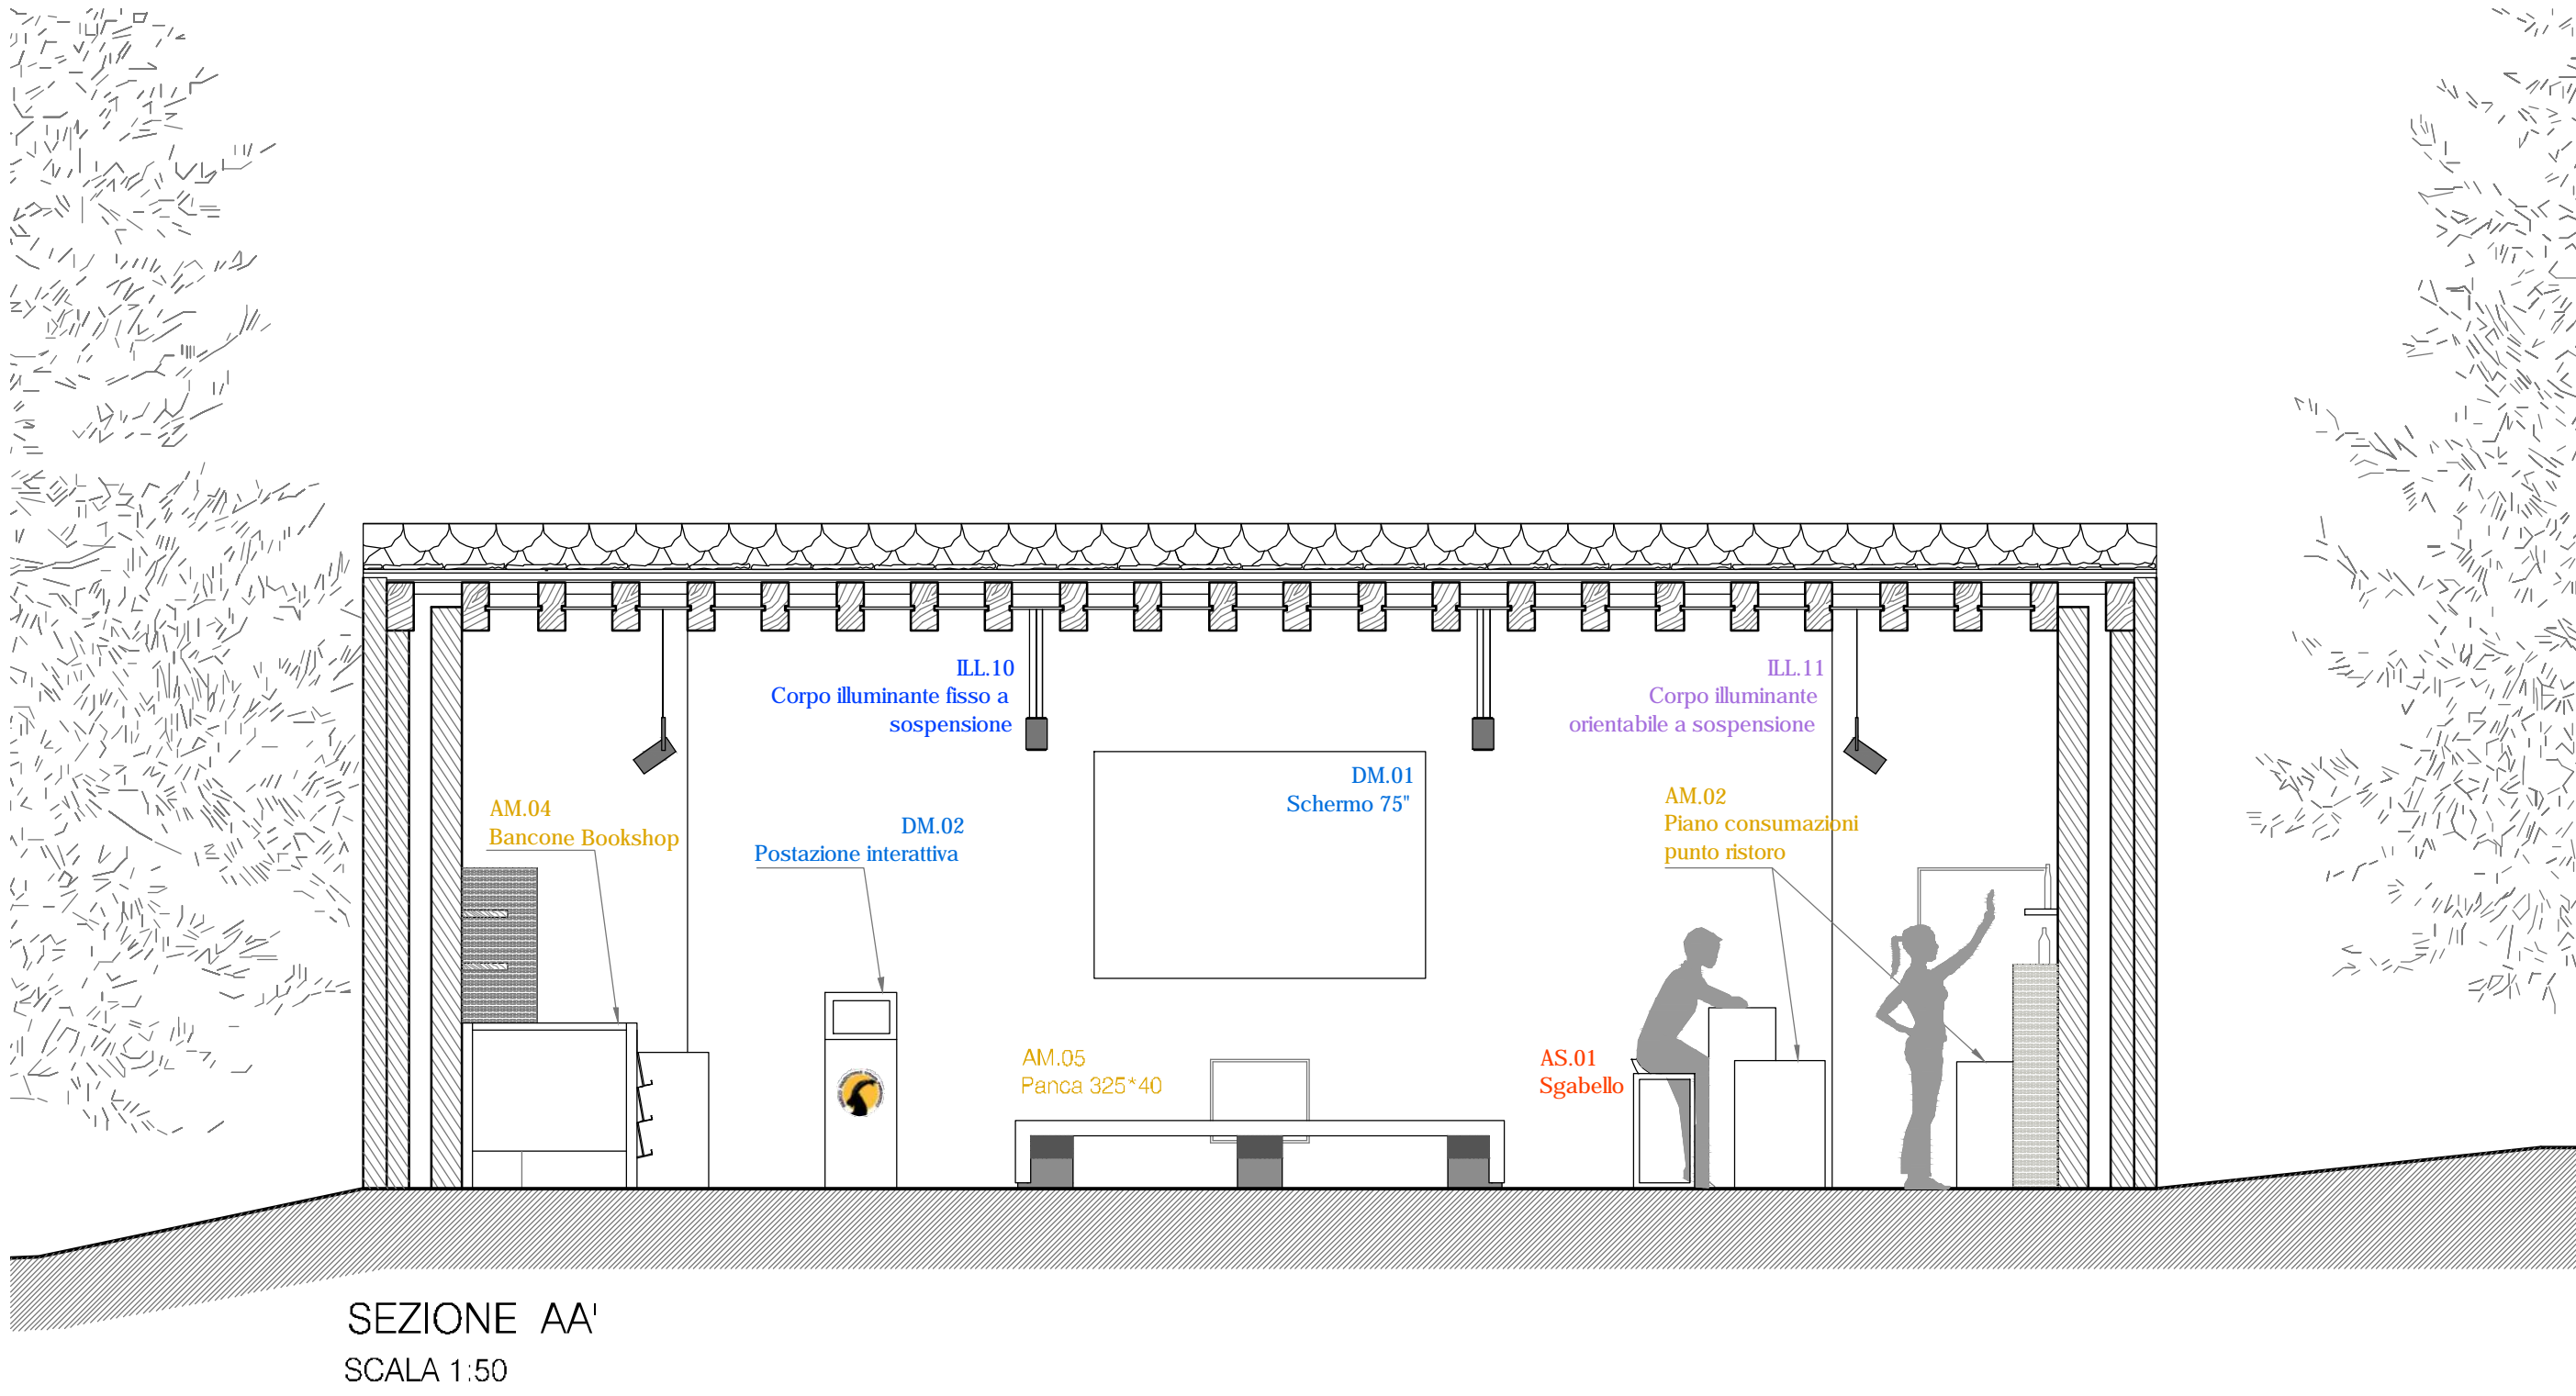 ILL.10
Corpo illuminante fisso a
sospensione
ILL.11
Corpo illuminante
orientabile a sospensione
DM.01
Schermo 75"
AM.04
Bancone Bookshop
DM.02
Postazione interattiva
AM.02
Piano consumazioni
punto ristoro
AM.05
Panca 325*40
AS.01
Sgabello
SEZIONE AA'
SCALA 1:50